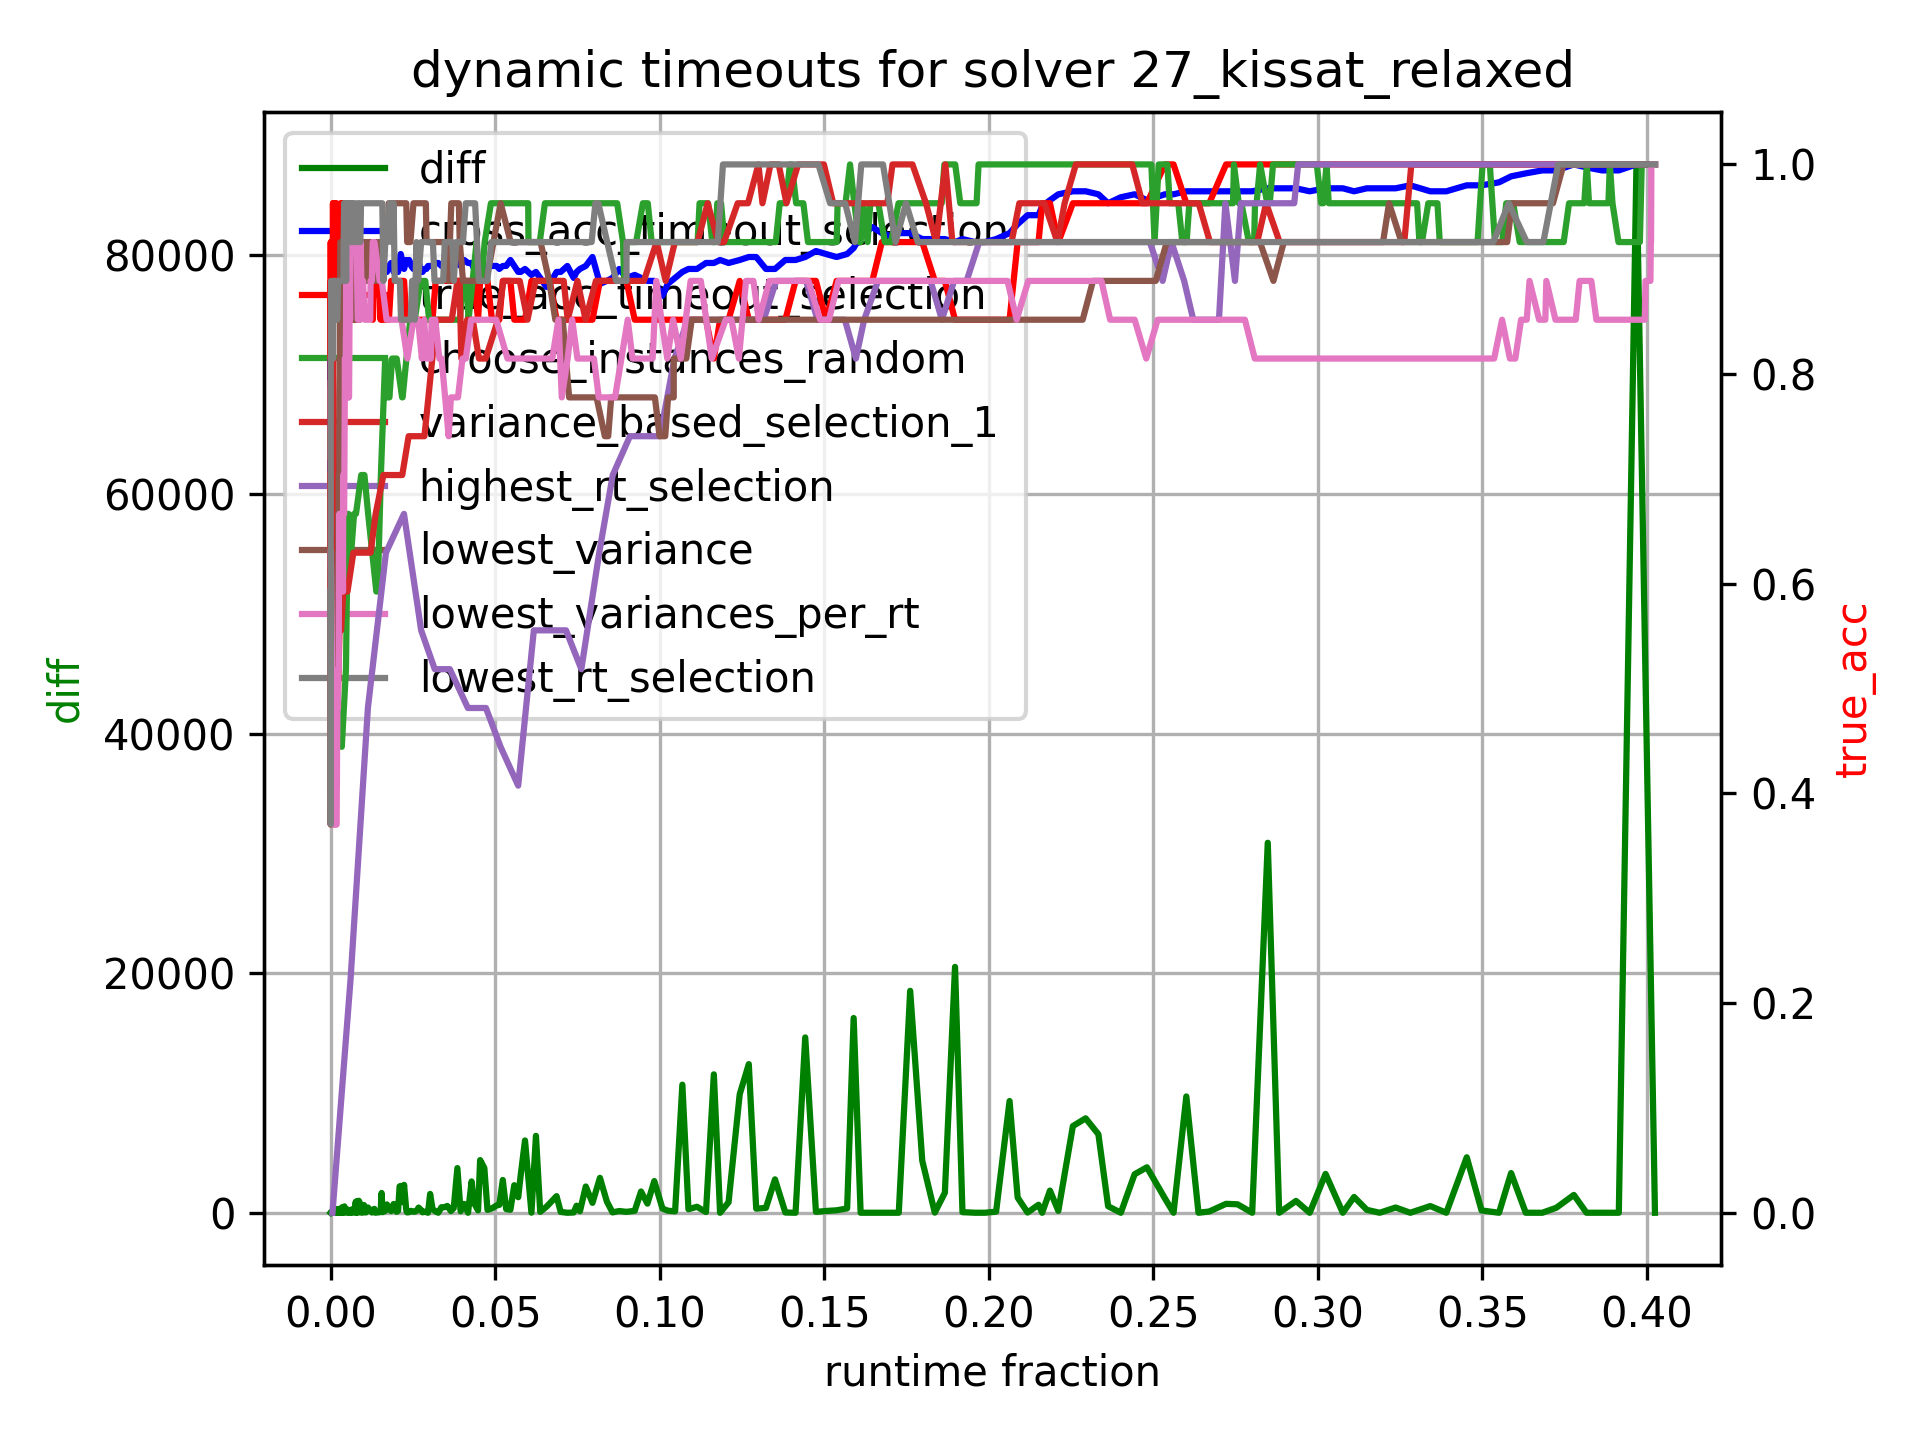 dynamic timeouts for solver 27_kissat_relaxed
diff
cross_acc_timeout_selection
true_acc_timeout_selection
choose_instances_random
variance_based_selection_1
highest_rt_selection
lowest_variance
lowest_variances_per_rt
lowest_rt_selection
80000
60000
40000
20000
0
diff
1.0
0.8
0.6
0.4
0.2
0.0
true_acc
0.00 0.05 0.10 0.15 0.20 0.25 0.30 0.35 0.40
runtime fraction